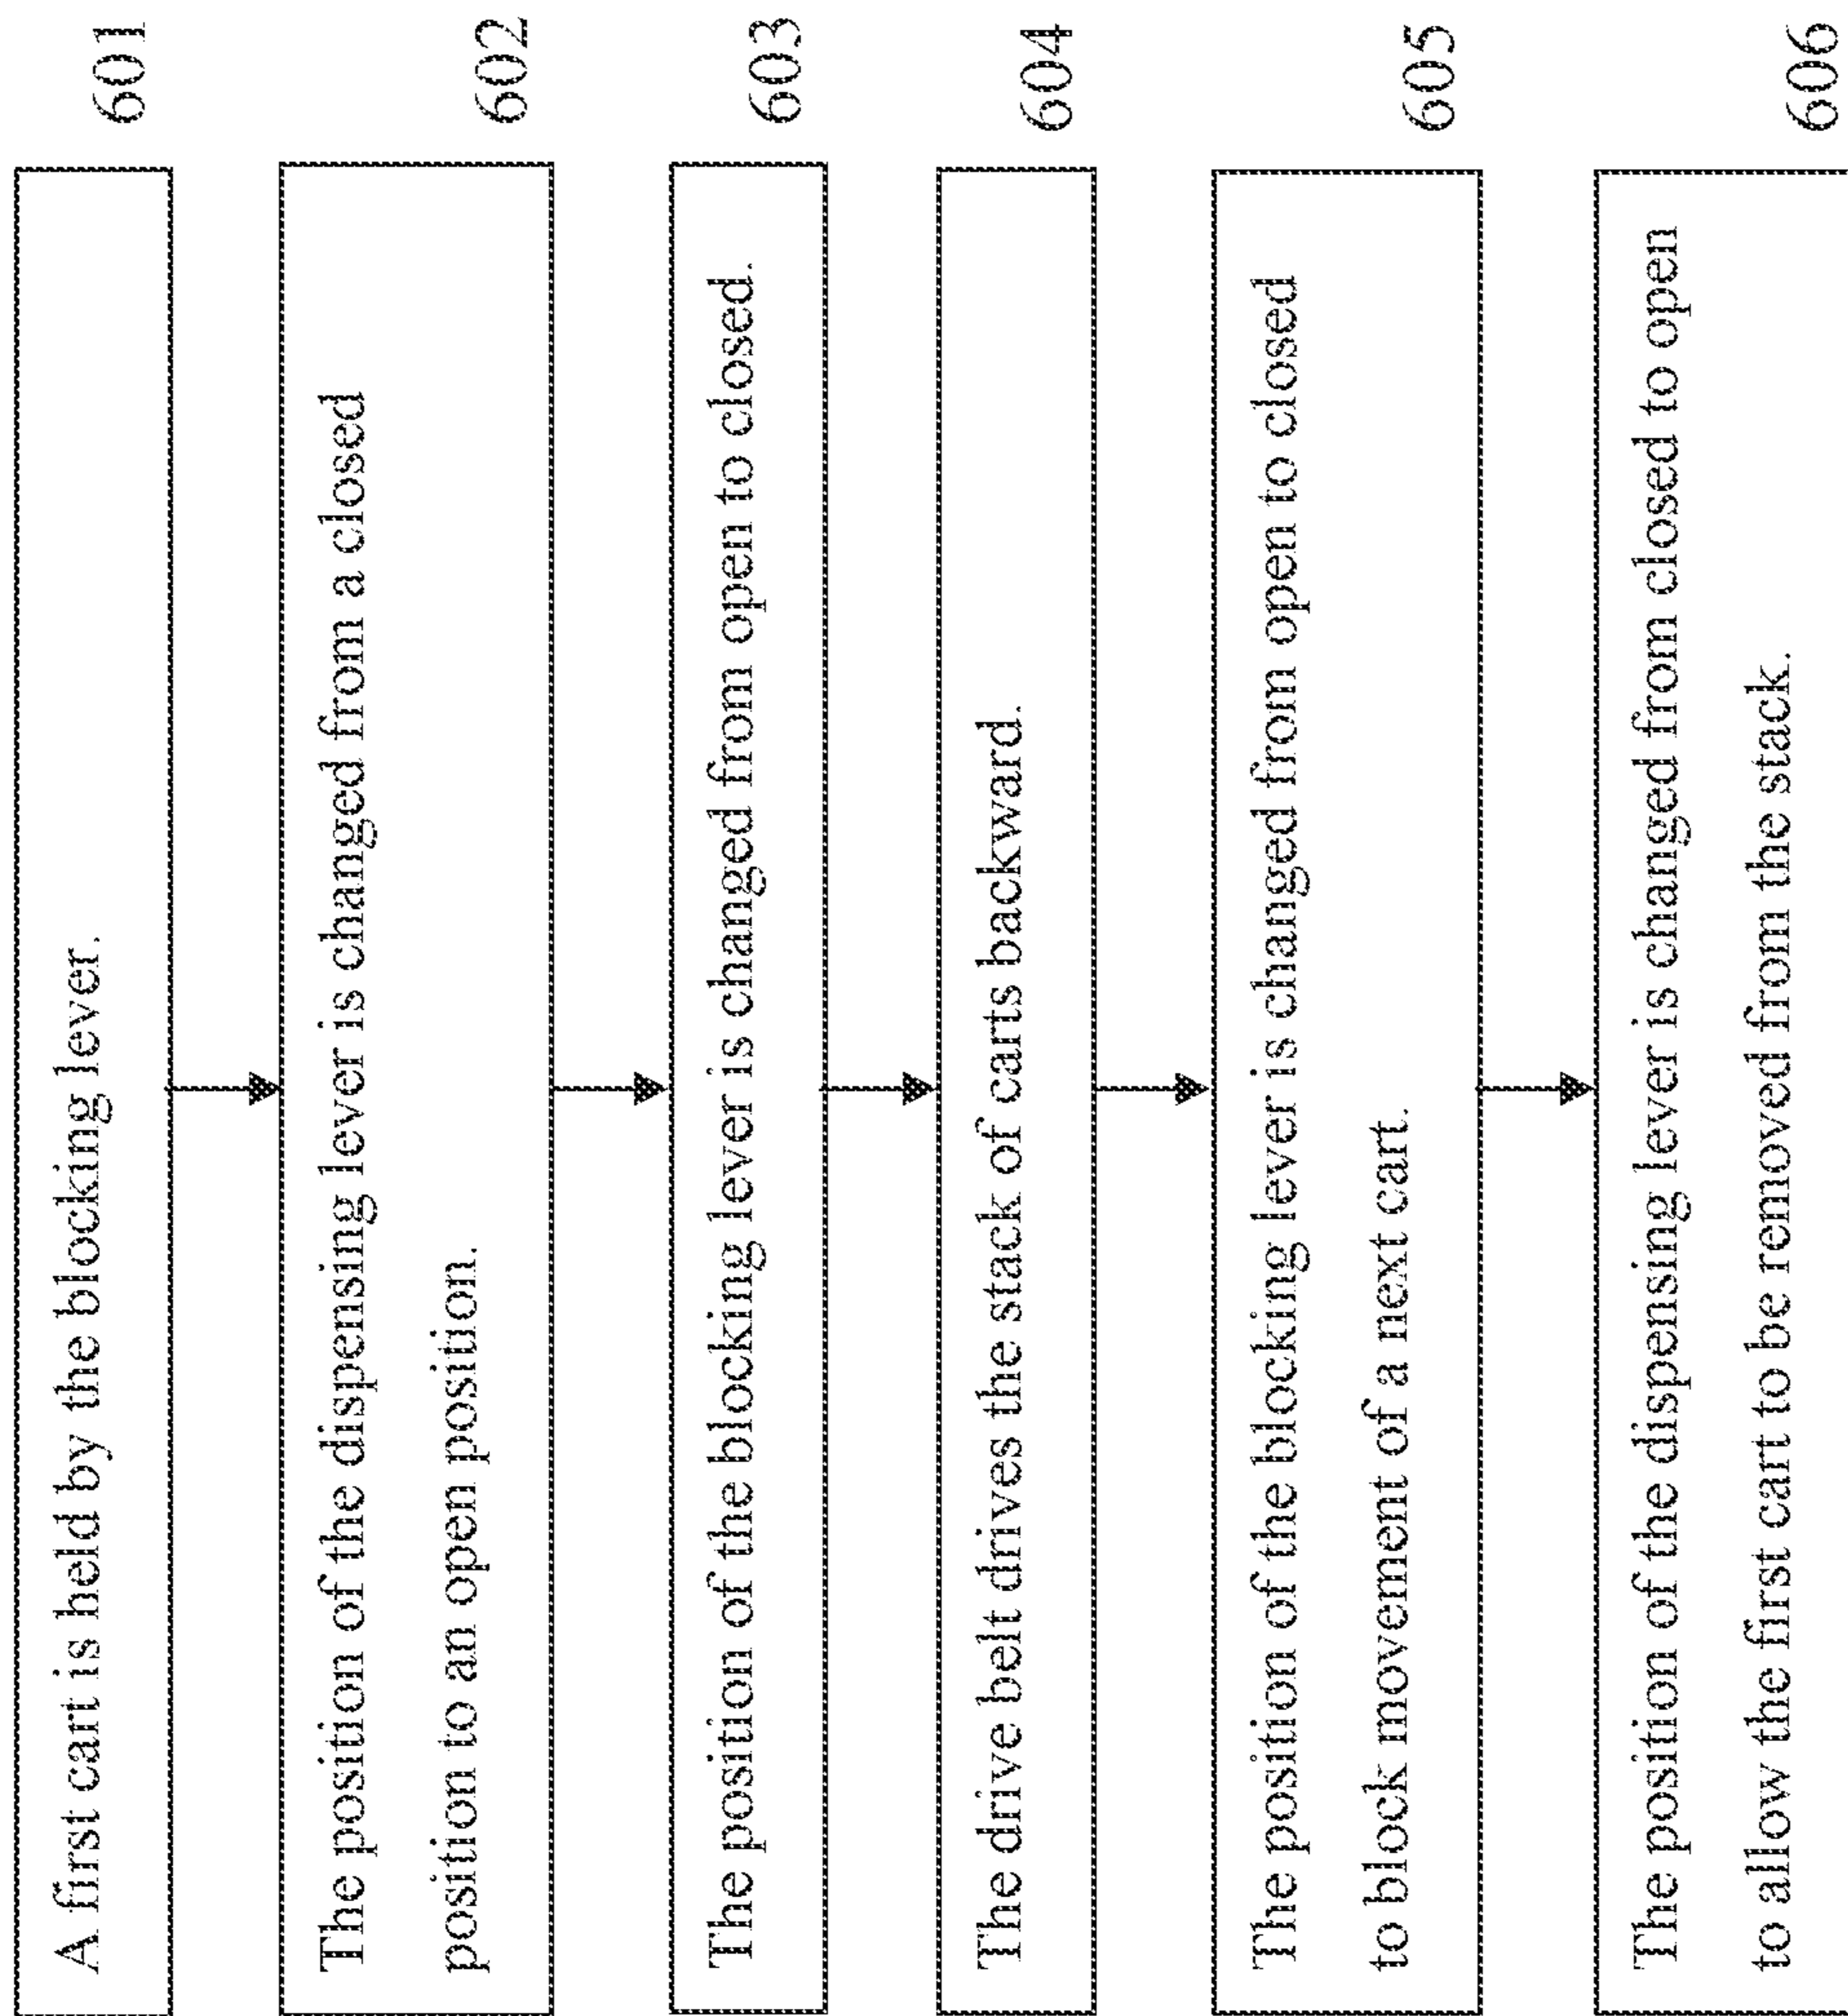 A first cart is held by the blocking lever.
601
The position of the dispensing lever is changed from a closed
position to an open position.
602
The position of the blocking lever is changed from open to closed.
603
The drive belt drives the stack of carts backward.
604
The position of the blocking lever is changed from open to closed
to block movement of a next cart.
605
The position of the dispensing lever is changed from closed to open
to allow the first cart to be removed from the stack.
606